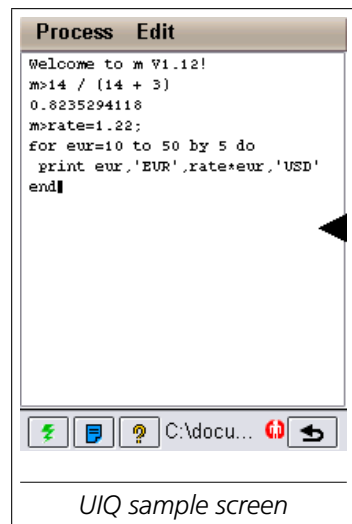 Process Edit
Welcome to m V1.12!
m>14 / (14 + 3)
0.8235294118
m>rate=1.22;
for eur=10 to 50 by 5 do
print eur,'EUR',rate*eur,'USD'
end
C:\docu...
UIQ sample screen